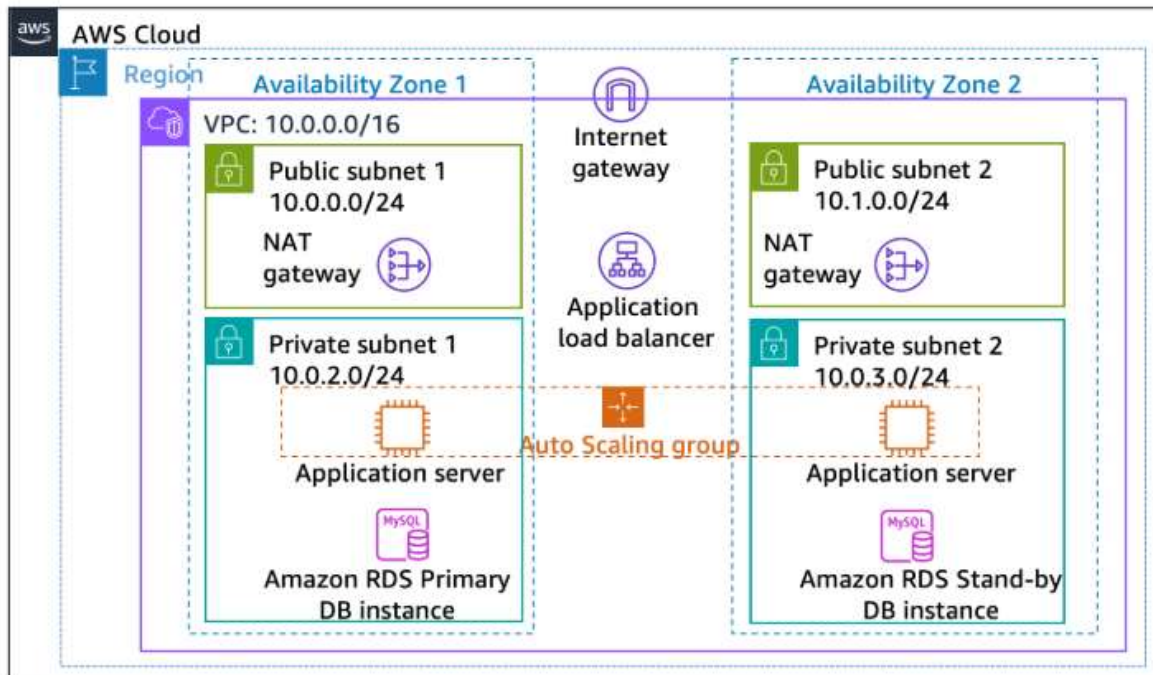 aws
AWS Cloud
Region
Availability Zone 1
Availability Zone 2
VPC: 10.0.0.0/16
Internet
gateway
Public subnet 1
10.0.0.0/24
NAT
gateway
Public subnet 2
10.1.0.0/24
NAT
gateway
Application
load balancer
Private subnet 1
10.0.2.0/24
Private subnet 2
10.0.3.0/24
Auto Scaling group
Application server
Application server
MySQL
Amazon RDS Primary
DB instance
MySQL
Amazon RDS Stand-by
DB instance